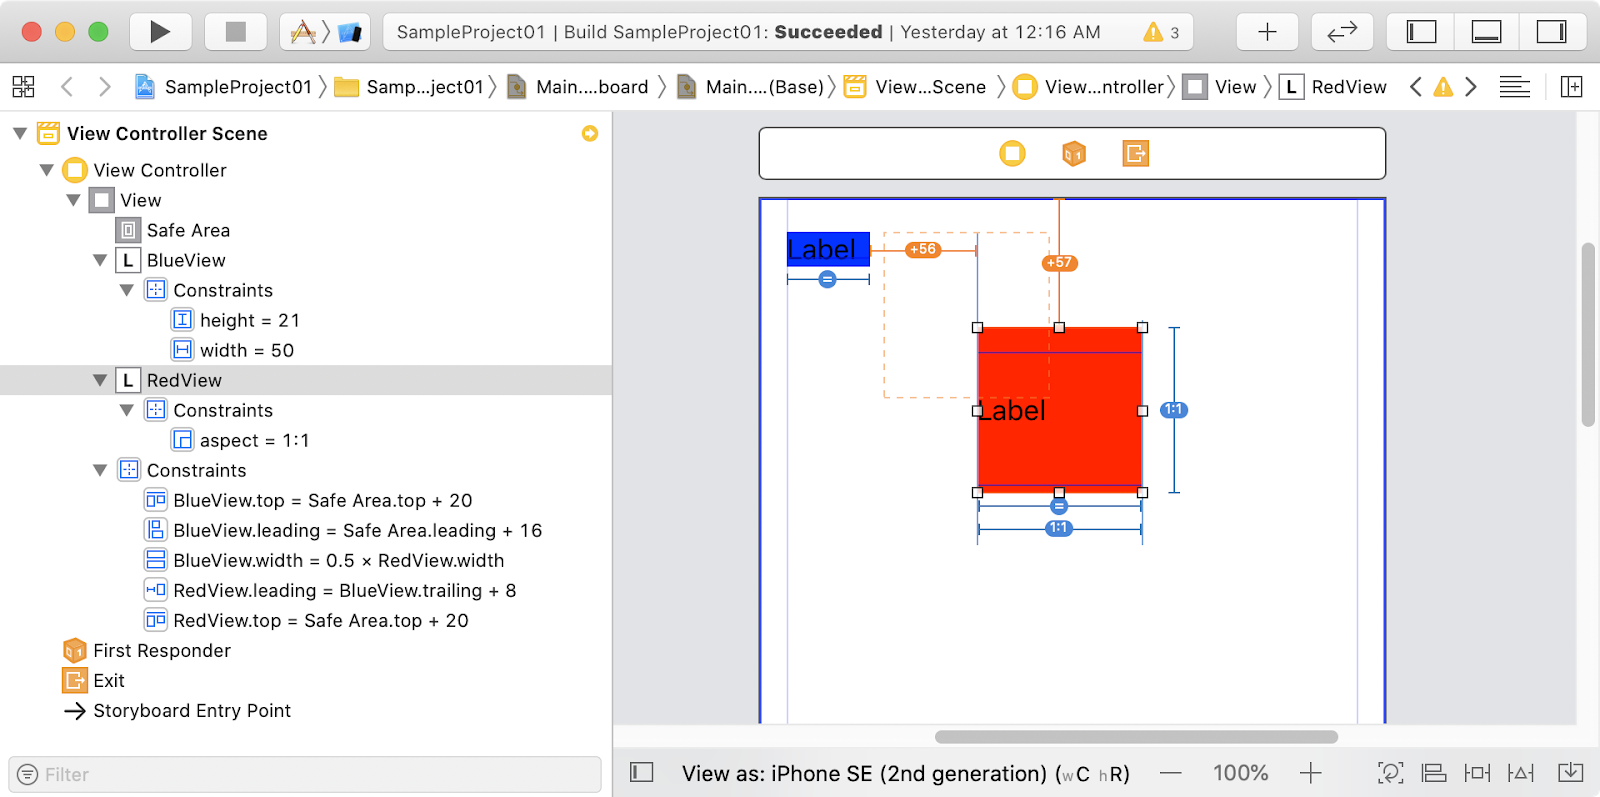 SampleProject01 | Build SampleProject01: Succeeded | Yesterday at 12:16 AM 3
SampleProject01 Samp...ject01 Main....board Main....(Base) View...Scene View...ntroller View L RedView
View Controller Scene
View Controller
View
Safe Area
L BlueView
Constraints
height = 21
width = 50
L RedView
Constraints
aspect = 1:1
Constraints
BlueView.top = Safe Area.top + 20
BlueView.leading = Safe Area.leading + 16
BlueView.width = 0.5 × RedView.width
RedView.leading = BlueView.trailing + 8
RedView.top = Safe Area.top + 20
First Responder
Exit
Storyboard Entry Point
Filter
Label
+56
+57
=
Label
1:1
=
1:1
View as: iPhone SE (2nd generation) (wC hR) — 100% +